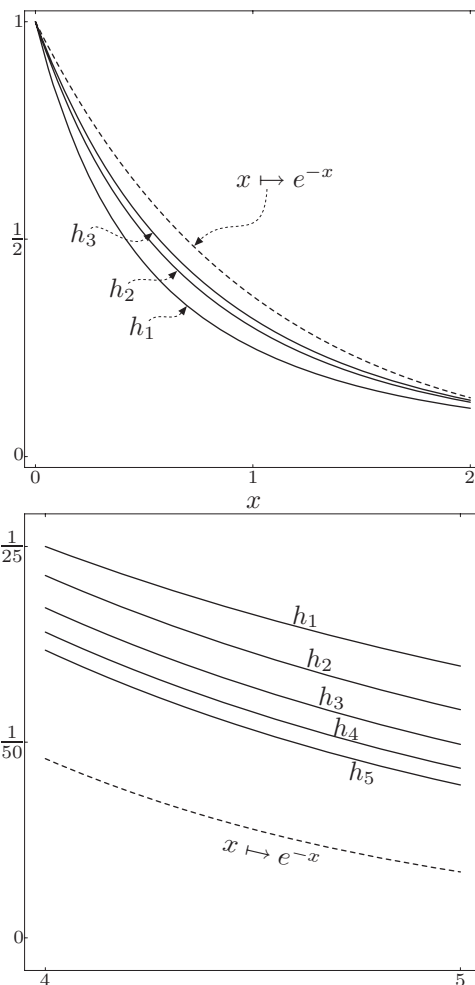 1
x ↦ e^{-x}
1/2
h_3
h_2
h_1
0
0 1 2
x
1/25
h_1
h_2
h_3
1/50
h_4
h_5
x ↦ e^{-x}
0
4 5